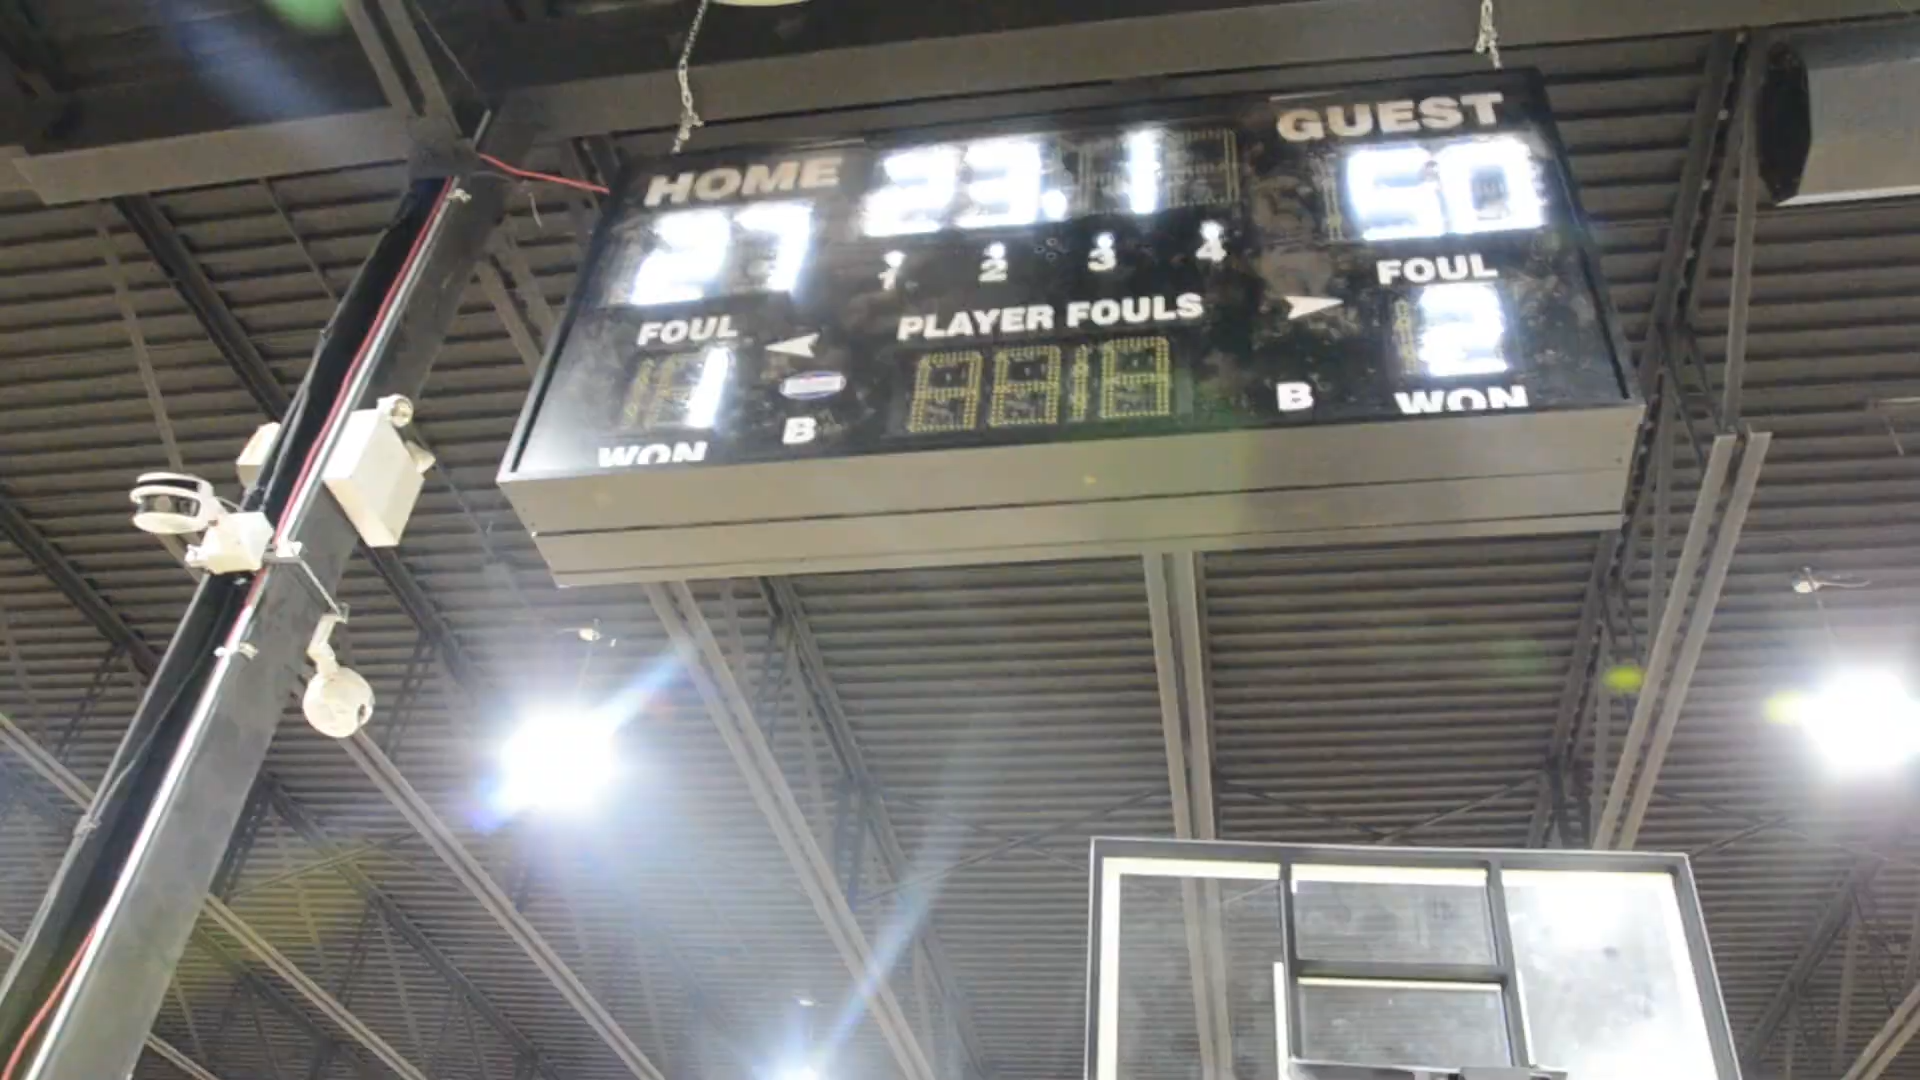 HOME 23.1 GUEST
27 50
1 2 3 4
FOUL PLAYER FOULS FOUL
1 2
B B
WON WON